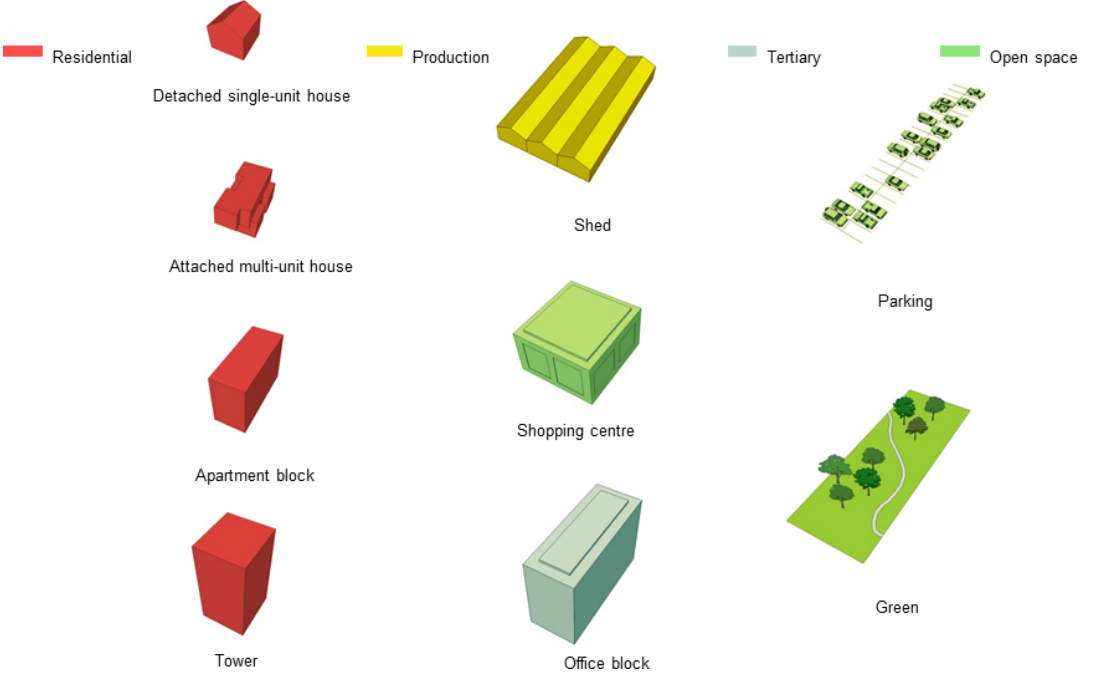 Residential
Production
Tertiary
Open space
Detached single-unit house
Shed
Attached multi-unit house
Parking
Shopping centre
Apartment block
Green
Tower
Office block